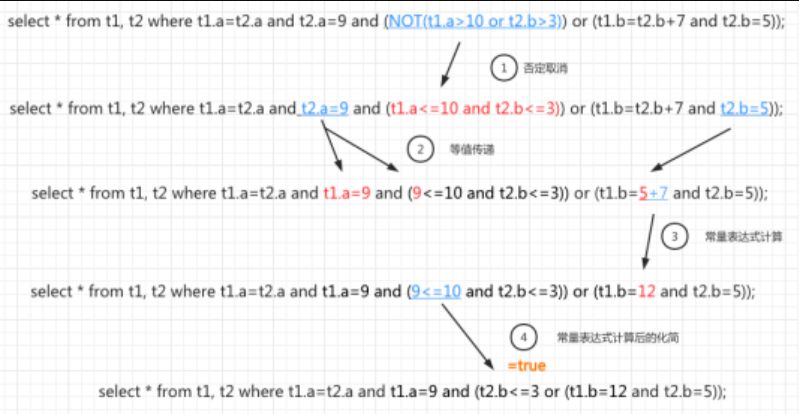 select * from t1, t2 where t1.a=t2.a and t2.a=9 and (NOT(t1.a>10 or t2.b>3)) or (t1.b=t2.b+7 and t2.b=5));
1 否定取消
select * from t1, t2 where t1.a=t2.a and t2.a=9 and (t1.a<=10 and t2.b<=3)) or (t1.b=t2.b+7 and t2.b=5));
2 等值传递
select * from t1, t2 where t1.a=t2.a and t1.a=9 and (9<=10 and t2.b<=3)) or (t1.b=5+7 and t2.b=5));
3 常量表达式计算
select * from t1, t2 where t1.a=t2.a and t1.a=9 and (9<=10 and t2.b<=3)) or (t1.b=12 and t2.b=5));
4 常量表达式计算后的化简
=true
select * from t1, t2 where t1.a=t2.a and t1.a=9 and (t2.b<=3 or (t1.b=12 and t2.b=5));